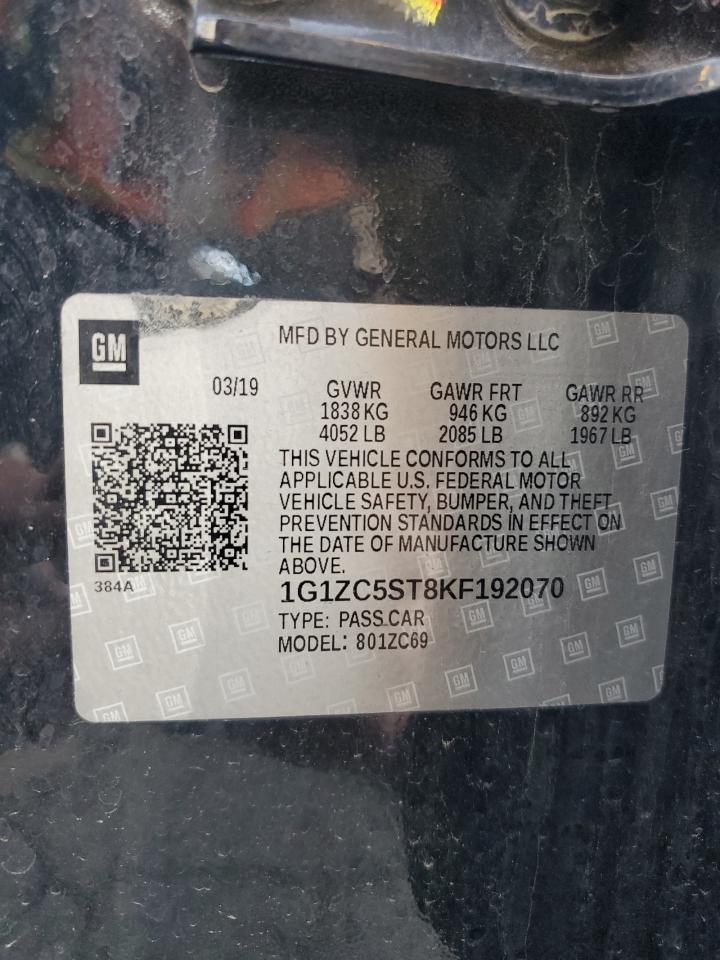 GM
MFD BY GENERAL MOTORS LLC
03/19 GVWR GAWR FRT GAWR RR
1838 KG 946 KG 892 KG
4052 LB 2085 LB 1967 LB
THIS VEHICLE CONFORMS TO ALL
APPLICABLE U.S. FEDERAL MOTOR
VEHICLE SAFETY, BUMPER, AND THEFT
PREVENTION STANDARDS IN EFFECT ON
THE DATE OF MANUFACTURE SHOWN
ABOVE.
384A
1G1ZC5ST8KF192070
TYPE: PASS.CAR
MODEL: 801ZC69